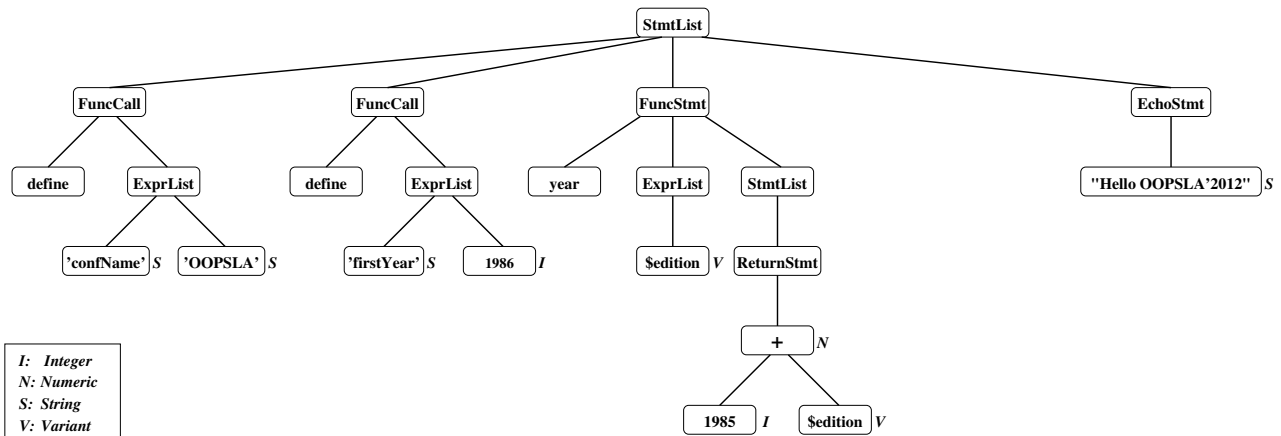 StmtList
FuncCall FuncCall FuncStmt EchoStmt
define ExprList define ExprList year ExprList StmtList "Hello OOPSLA'2012" S
'confName' S 'OOPSLA' S 'firstYear' S 1986 I $edition V ReturnStmt
+ N
I: Integer
N: Numeric
S: String
V: Variant
1985 I $edition V